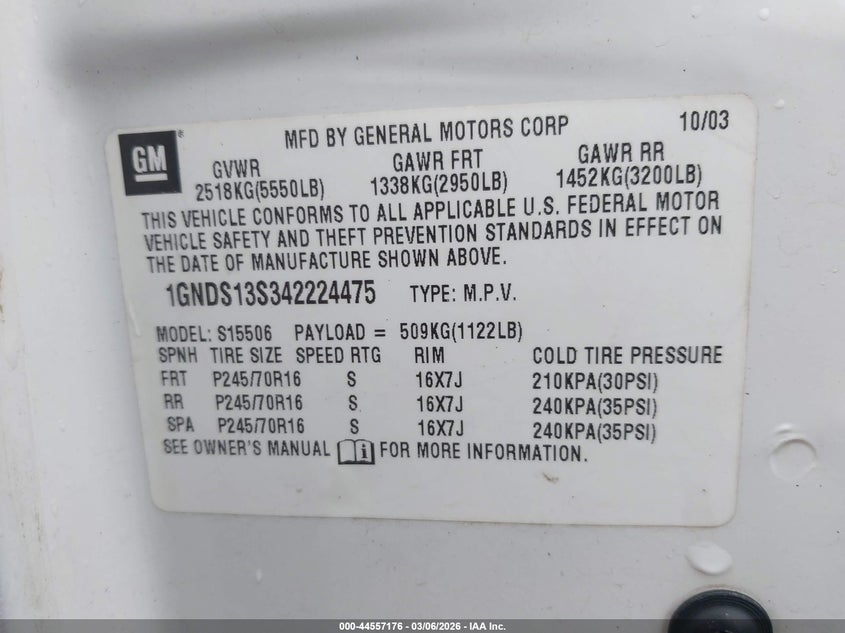 GM ®
MFD BY GENERAL MOTORS CORP 10/03
GVWR GAWR FRT GAWR RR
2518KG(5550LB) 1338KG(2950LB) 1452KG(3200LB)
THIS VEHICLE CONFORMS TO ALL APPLICABLE U.S. FEDERAL MOTOR
VEHICLE SAFETY AND THEFT PREVENTION STANDARDS IN EFFECT ON
THE DATE OF MANUFACTURE SHOWN ABOVE.
1GNDS13S342224475 TYPE: M.P.V.
MODEL: S15506 PAYLOAD = 509KG(1122LB)
SPNH TIRE SIZE SPEED RTG RIM COLD TIRE PRESSURE
FRT P245/70R16 S 16X7J 210KPA(30PSI)
RR P245/70R16 S 16X7J 240KPA(35PSI)
SPA P245/70R16 S 16X7J 240KPA(35PSI)
SEE OWNER'S MANUAL i FOR MORE INFORMATION.
000-44557176 - 03/06/2026 - IAA Inc.